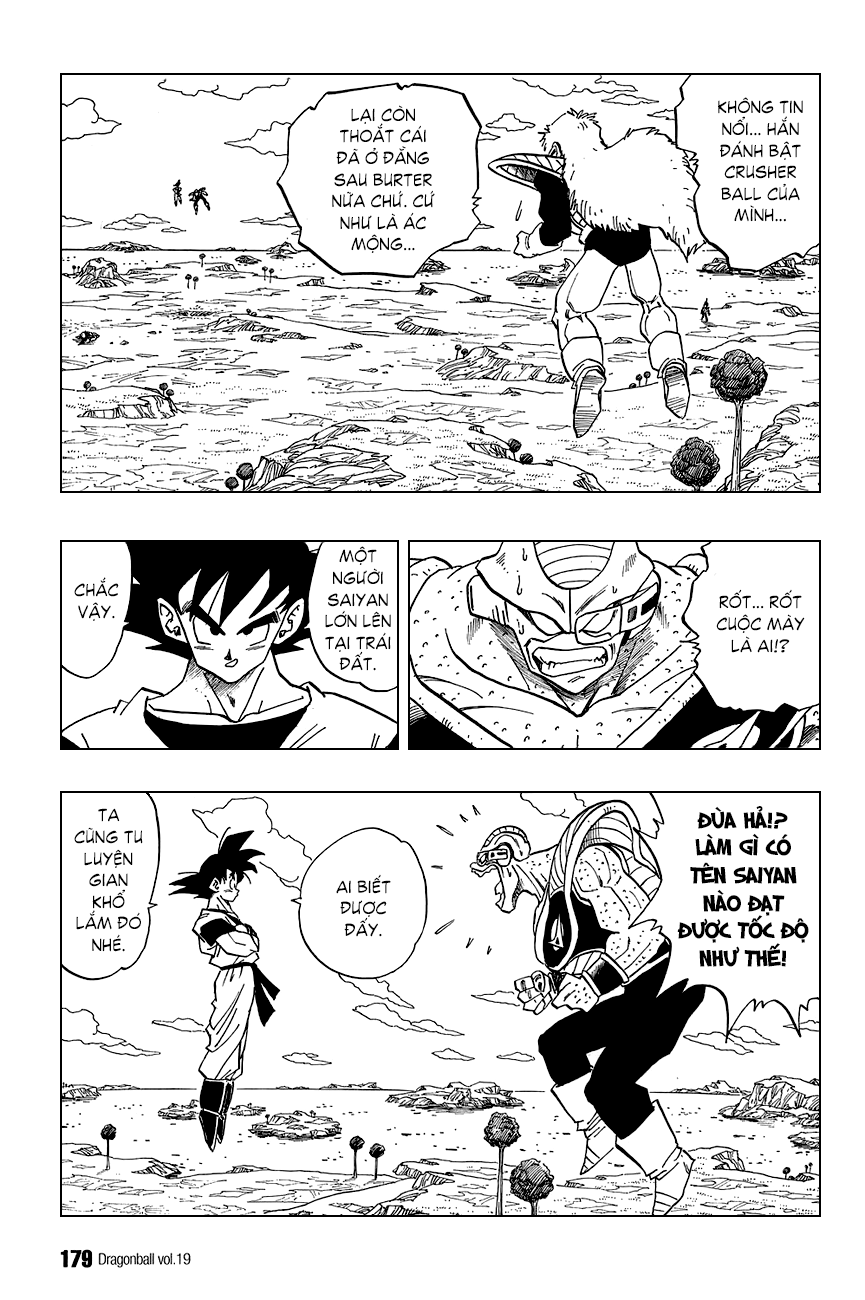 KHÔNG TIN
NỔI... HẮN
ĐÁNH BẬT
CRUSHER
BALL CỦA
MÌNH...
LẠI CÒN
THOẮT CÁI
ĐÃ Ở ĐẰNG
SAU BURTER
NỮA CHỨ. CỨ
NHƯ LÀ ÁC
MỘNG...
RỐT... RỐT
CUỘC MÀY
LÀ AI!?
MỘT
NGƯỜI
SAIYAN
LỚN LÊN
TẠI TRÁI
ĐẤT.
CHẮC
VẬY.
ĐÙA HẢ!?
LÀM GÌ CÓ
TÊN SAIYAN
NÀO ĐẠT
ĐƯỢC TỐC ĐỘ
NHƯ THẾ!
AI BIẾT
ĐƯỢC
ĐẤY.
TA
CŨNG TU
LUYỆN
GIAN
KHỔ
LẮM ĐÓ
NHÉ.
179 Dragonball vol.19